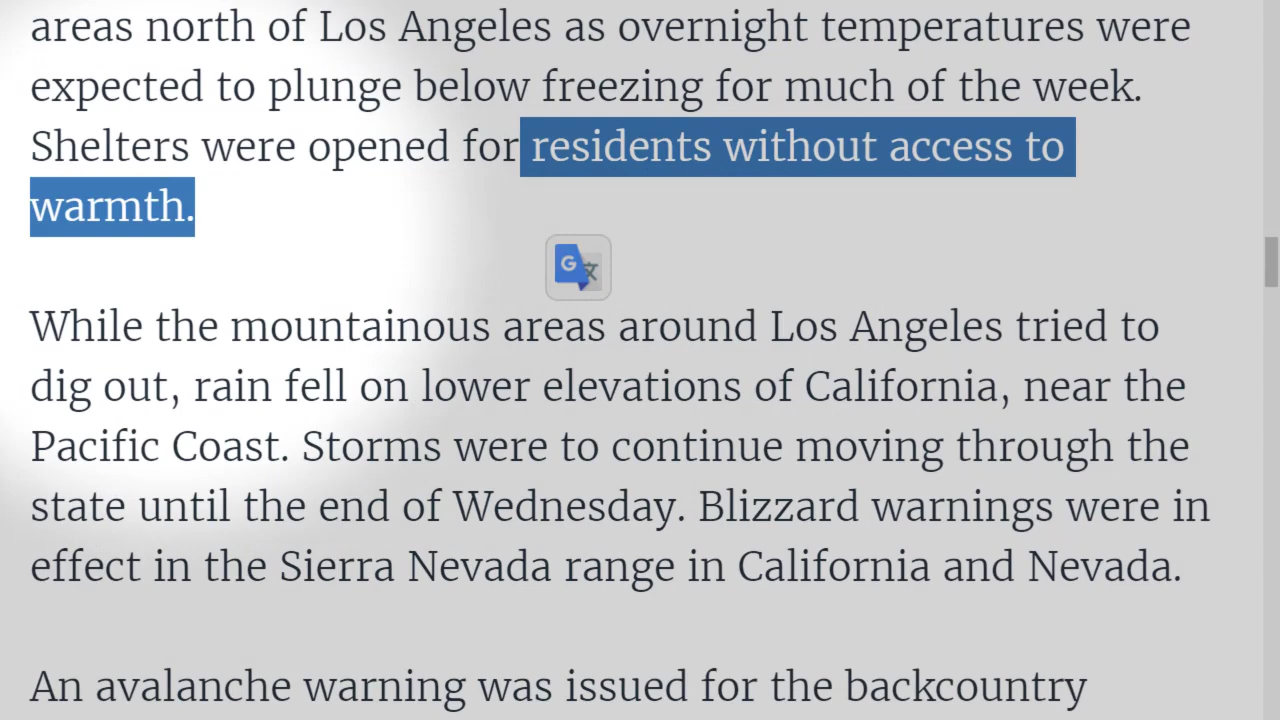 areas north of Los Angeles as overnight temperatures were
expected to plunge below freezing for much of the week.
Shelters were opened for residents without access to
warmth.
G 文
While the mountainous areas around Los Angeles tried to
dig out, rain fell on lower elevations of California, near the
Pacific Coast. Storms were to continue moving through the
state until the end of Wednesday. Blizzard warnings were in
effect in the Sierra Nevada range in California and Nevada.
An avalanche warning was issued for the backcountry